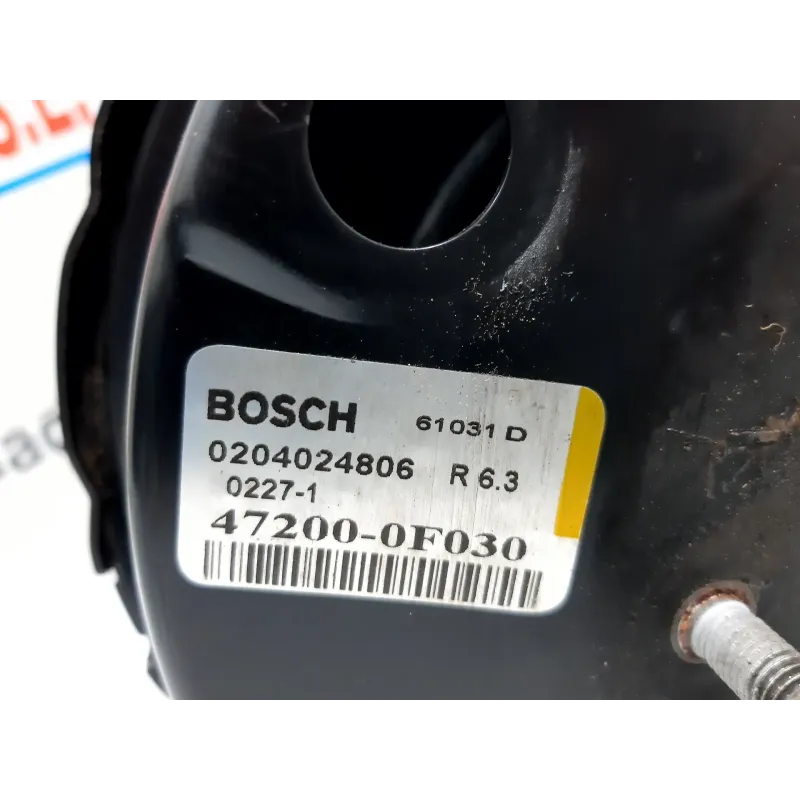 BOSCH 61031 D
0204024806 R 6.3
0227-1
47200-0F030